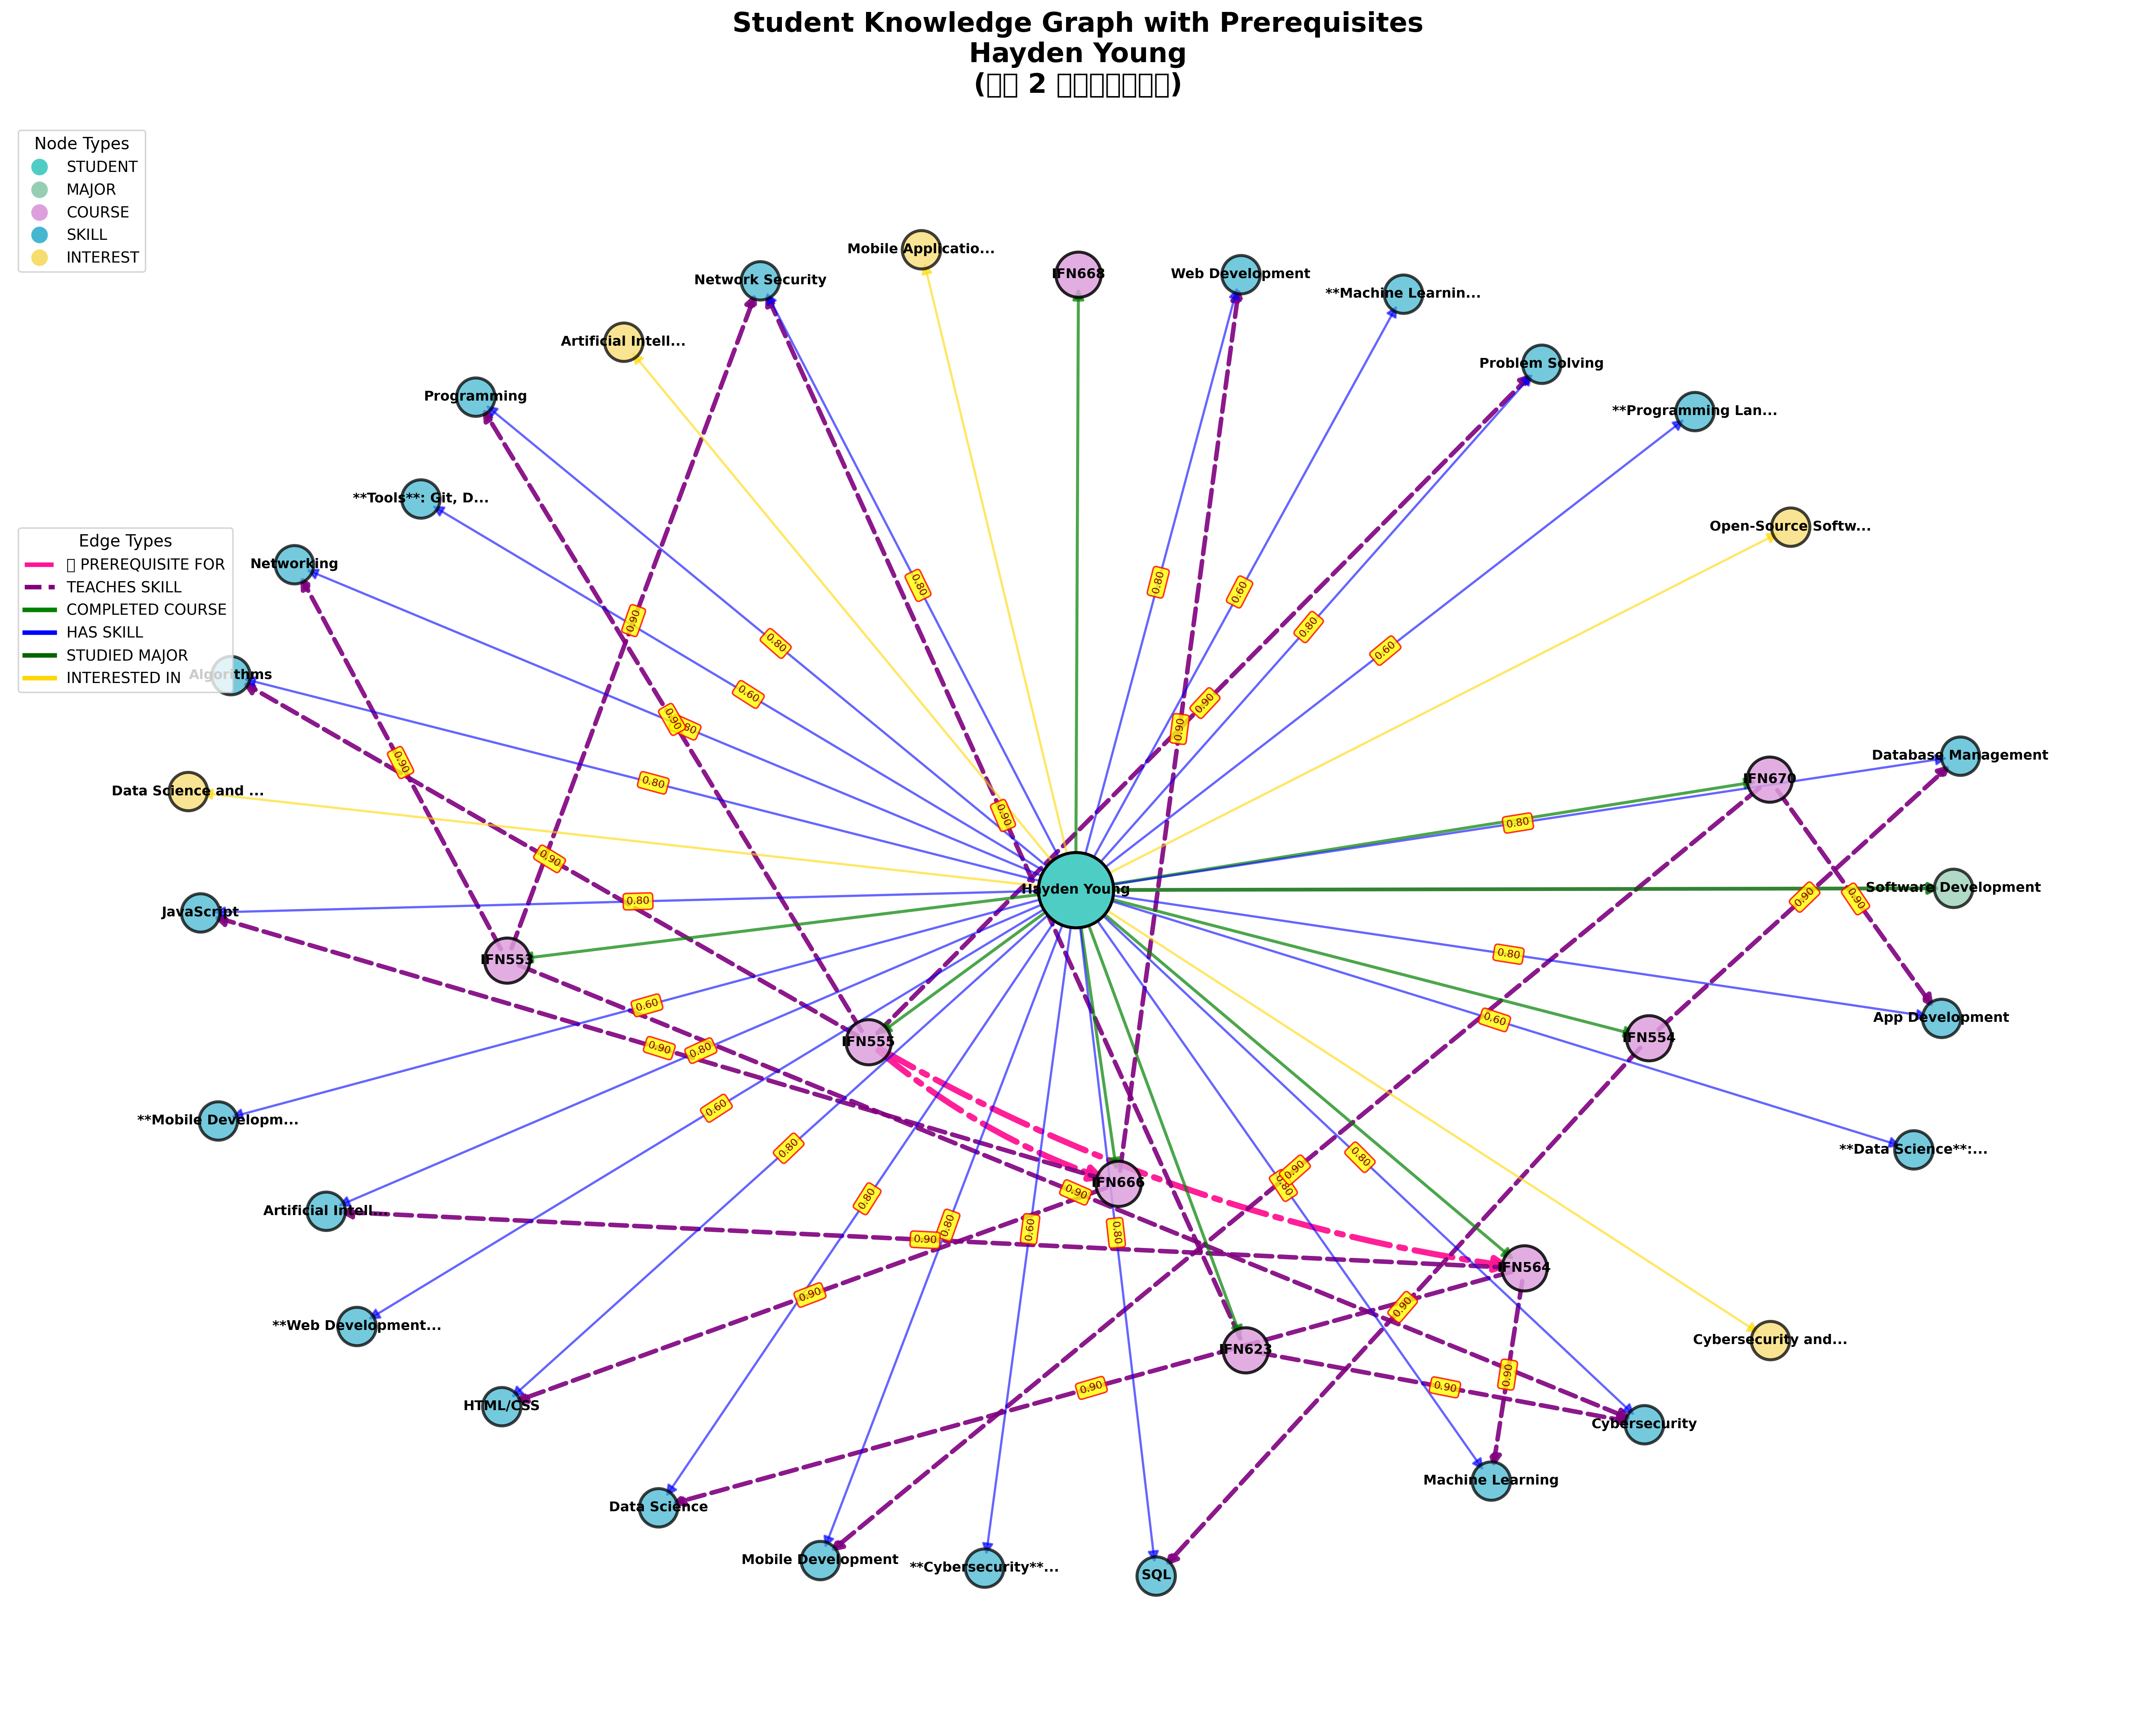 Student Knowledge Graph with Prerequisites
Hayden Young
( 2 )
Node Types
STUDENT
MAJOR
COURSE
SKILL
INTEREST
Edge Types
PREREQUISITE FOR
TEACHES SKILL
COMPLETED COURSE
HAS SKILL
STUDIED MAJOR
INTERESTED IN
Mobile Applicatio...
IFN668
Web Development
Network Security
**Machine Learnin...
Artificial Intell...
Problem Solving
Programming
**Programming Lan...
**Tools**: Git, D...
Open-Source Softw...
Networking
0.80
0.80
0.60
0.90
0.80
0.80
0.60
Algorithms
0.60
0.90
0.90
0.80
0.90
Database Management
0.90
0.80
IFN670
Data Science and ...
0.90
0.80
0.90
Hayden Young
Software Development
0.80
0.90
0.90
JavaScript
0.80
IFN553
0.60
App Development
0.60
IFN555
IFN554
0.90
0.80
**Mobile Developm...
0.60
0.80
0.80
**Data Science**:...
0.90
0.80
IFN666
0.90
0.80
Artificial Intell...
0.80
0.60
0.80
0.90
IFN564
0.90
0.90
**Web Development...
Cybersecurity and...
IFN623
0.90
0.90
0.90
HTML/CSS
Cybersecurity
Machine Learning
Data Science
Mobile Development
**Cybersecurity**...
SQL